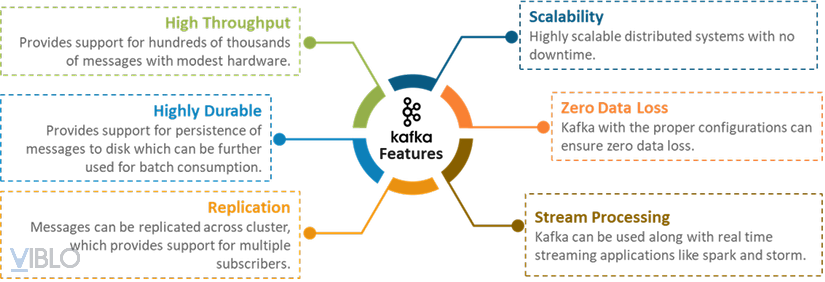 High Throughput
Provides support for hundreds of thousands
of messages with modest hardware.
Highly Durable
Provides support for persistence of
messages to disk which can be further
used for batch consumption.
Replication
Messages can be replicated across cluster,
which provides support for multiple
subscribers.
VIBLO
kafka
Features
Scalability
Highly scalable distributed systems with no
downtime.
Zero Data Loss
Kafka with the proper configurations can
ensure zero data loss.
Stream Processing
Kafka can be used along with real time
streaming applications like spark and storm.